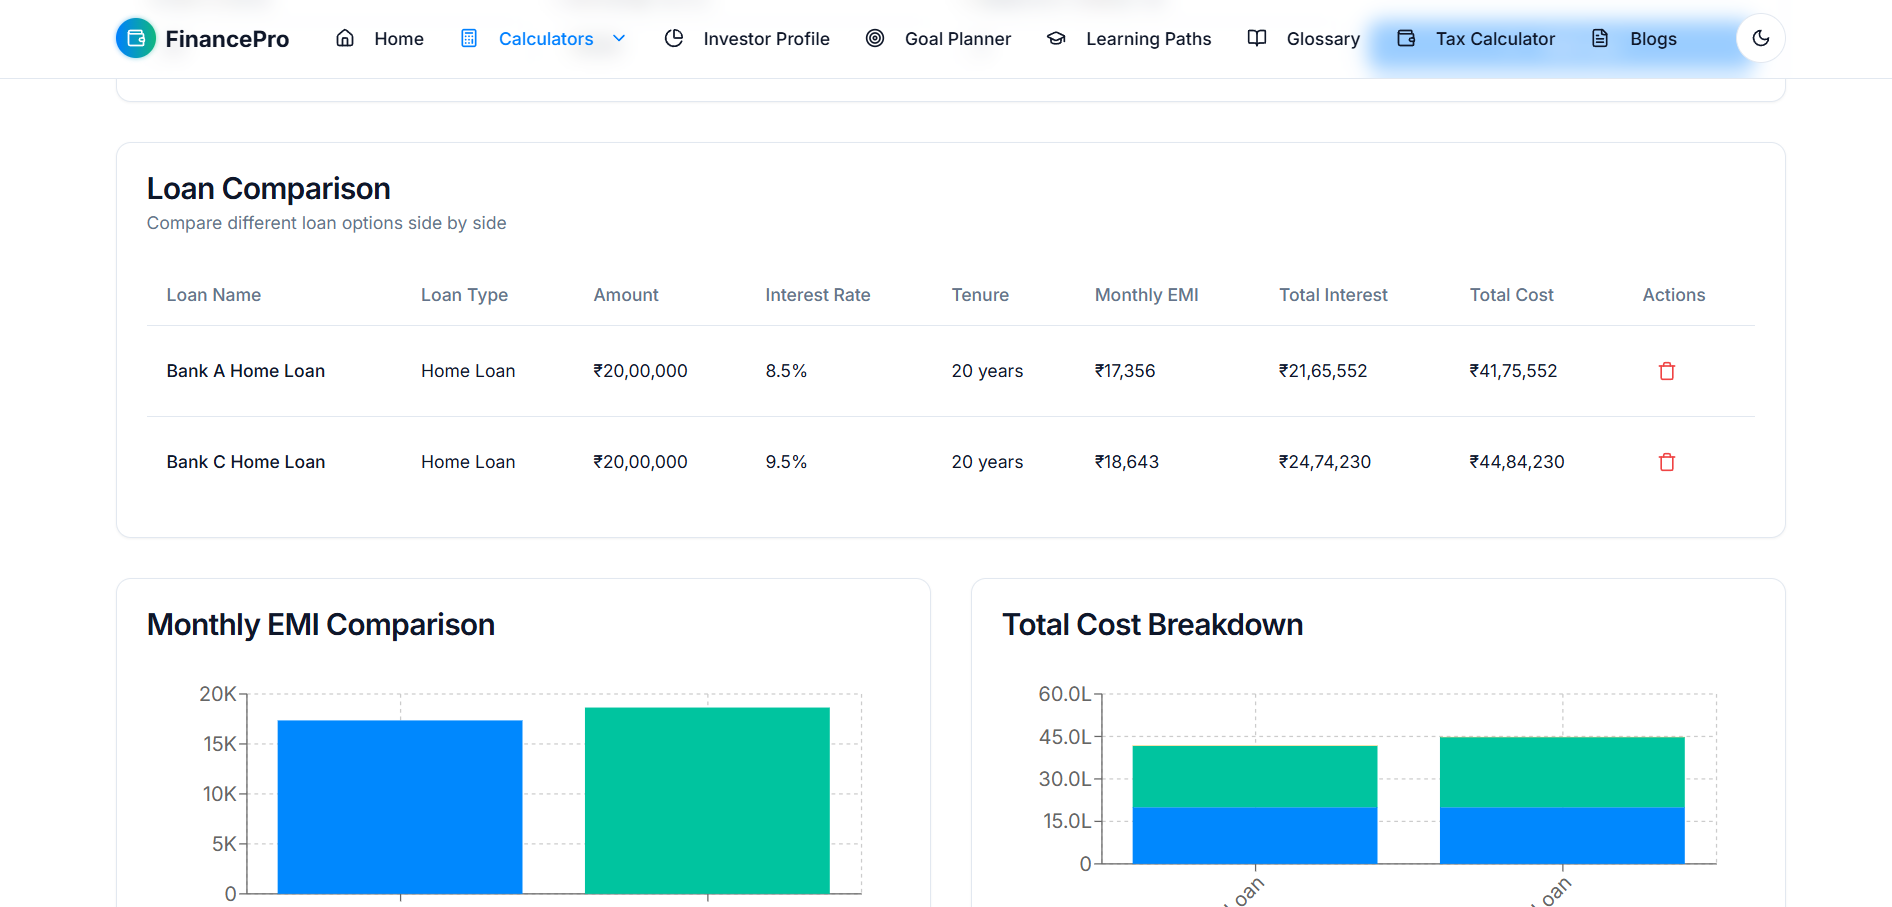 FinancePro Home Calculators Investor Profile Goal Planner Learning Paths Glossary Tax Calculator Blogs
Loan Comparison
Compare different loan options side by side
Loan Name Loan Type Amount Interest Rate Tenure Monthly EMI Total Interest Total Cost Actions
Bank A Home Loan Home Loan ₹20,00,000 8.5% 20 years ₹17,356 ₹21,65,552 ₹41,75,552
Bank C Home Loan Home Loan ₹20,00,000 9.5% 20 years ₹18,643 ₹24,74,230 ₹44,84,230
Monthly EMI Comparison
20K
15K
10K
5K
0
Total Cost Breakdown
60.0L
45.0L
30.0L
15.0L
0
Loan
Loan